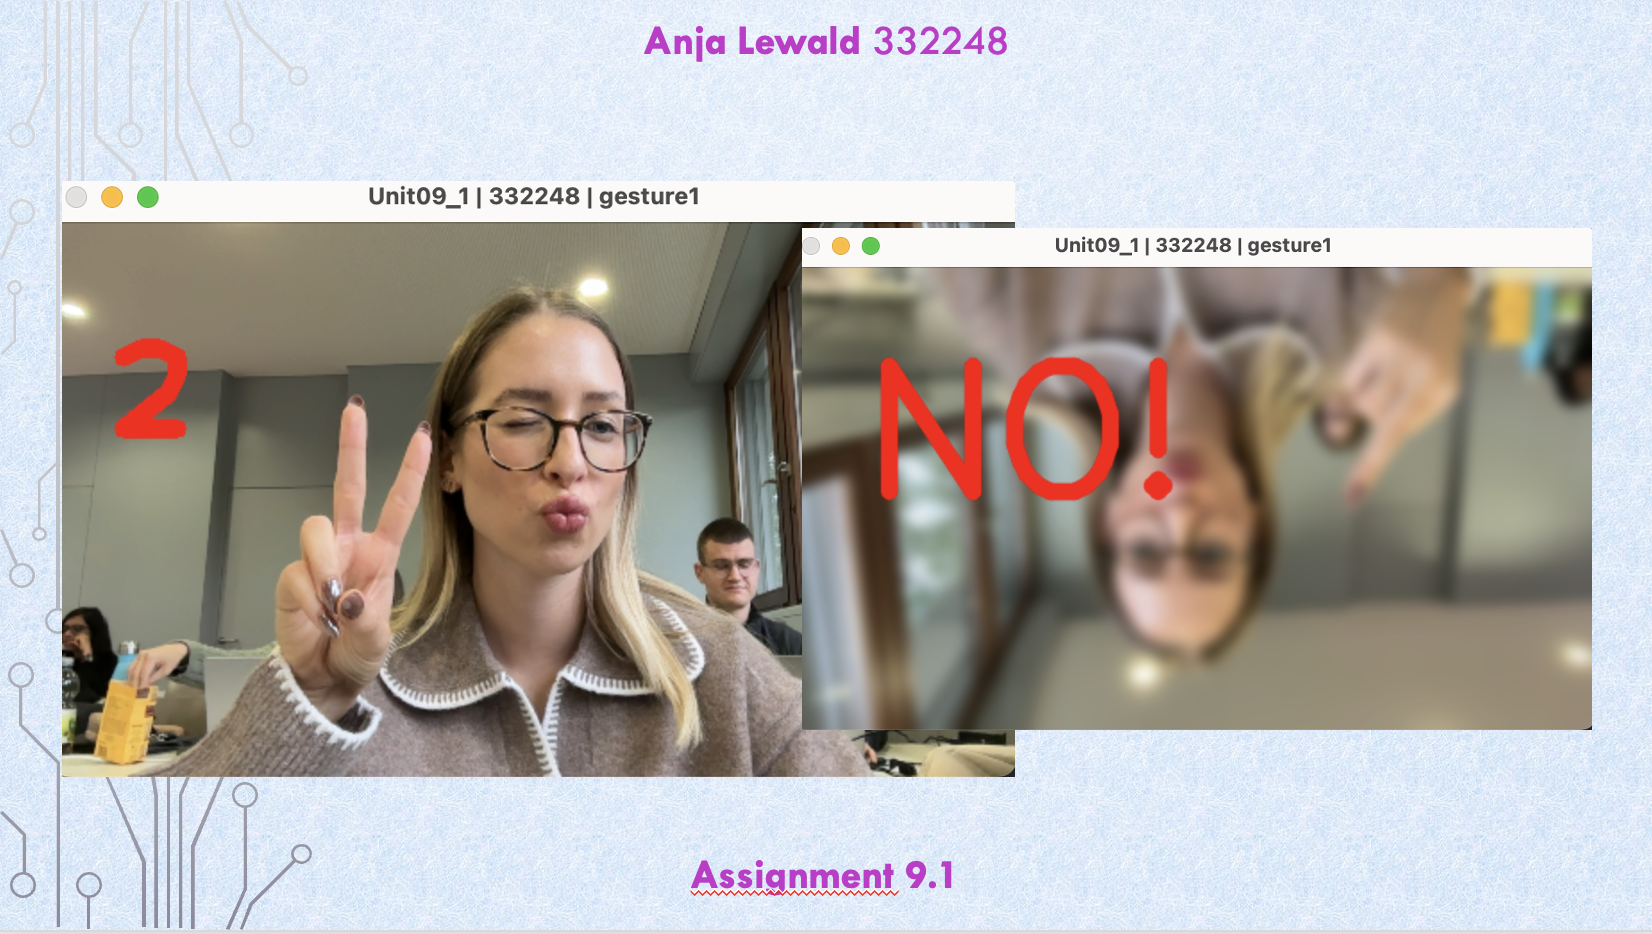 Anja Lewald 332248
Unit09_1 | 332248 | gesture1
2
Unit09_1 | 332248 | gesture1
NO!
Assignment 9.1